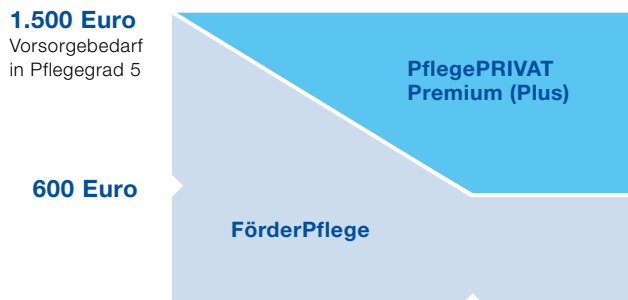 1.500 Euro
Vorsorgebedarf
in Pflegegrad 5
PflegePRIVAT
Premium (Plus)
600 Euro
FörderPflege